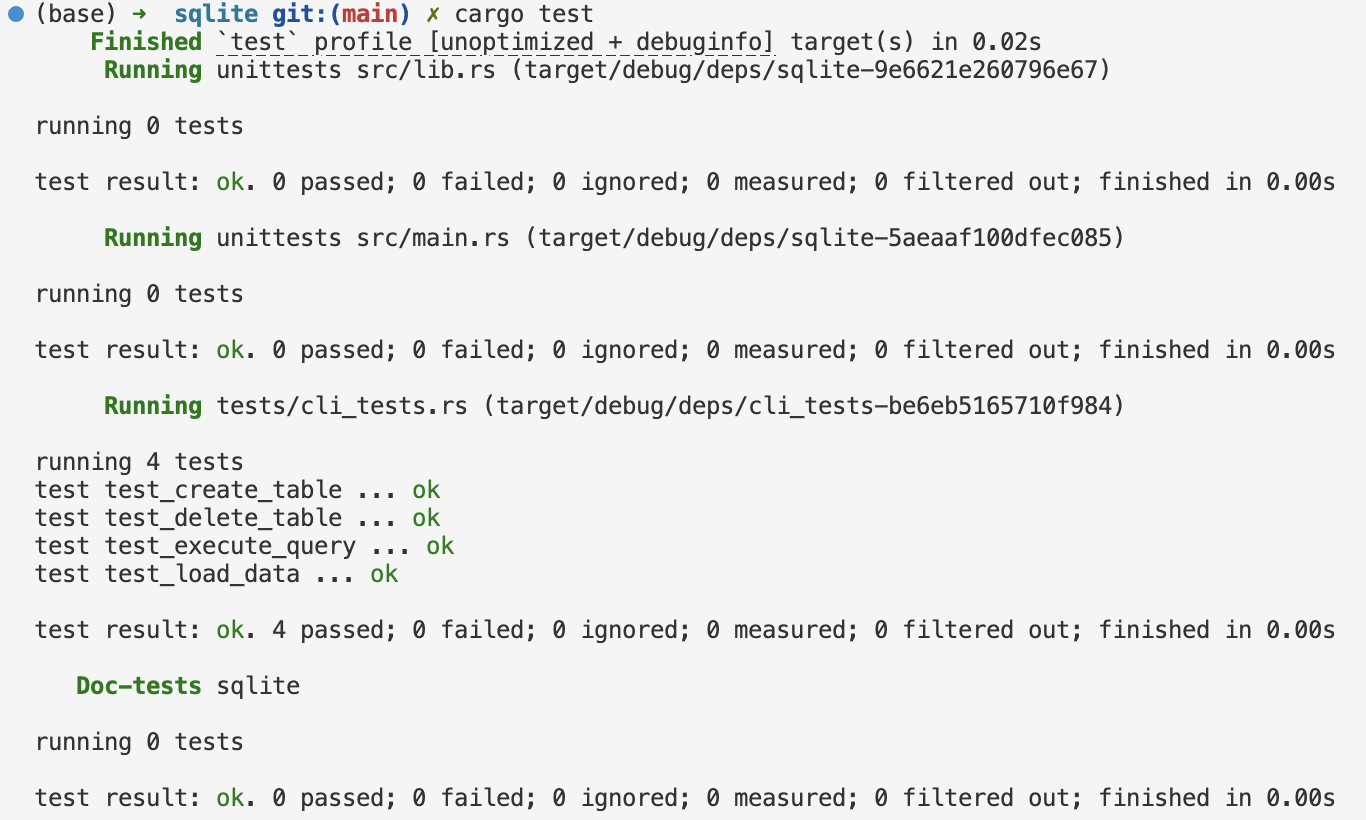 (base) ➜ sqlite git:(main) ✗ cargo test
Finished `test` profile [unoptimized + debuginfo] target(s) in 0.02s
Running unittests src/lib.rs (target/debug/deps/sqlite-9e6621e260796e67)
running 0 tests
test result: ok. 0 passed; 0 failed; 0 ignored; 0 measured; 0 filtered out; finished in 0.00s
Running unittests src/main.rs (target/debug/deps/sqlite-5aeaaf100dfec085)
running 0 tests
test result: ok. 0 passed; 0 failed; 0 ignored; 0 measured; 0 filtered out; finished in 0.00s
Running tests/cli_tests.rs (target/debug/deps/cli_tests-be6eb5165710f984)
running 4 tests
test test_create_table ... ok
test test_delete_table ... ok
test test_execute_query ... ok
test test_load_data ... ok
test result: ok. 4 passed; 0 failed; 0 ignored; 0 measured; 0 filtered out; finished in 0.00s
Doc-tests sqlite
running 0 tests
test result: ok. 0 passed; 0 failed; 0 ignored; 0 measured; 0 filtered out; finished in 0.00s